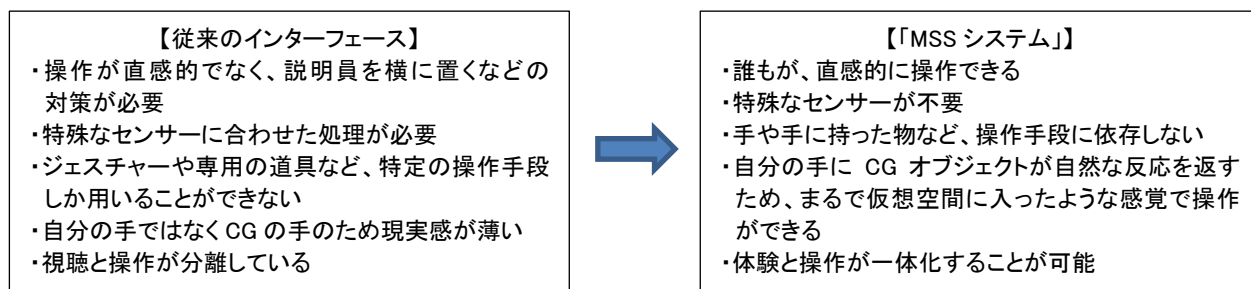 【従来のインターフェース】
・操作が直感的でなく、説明員を横に置くなどの
対策が必要
・特殊なセンサーに合わせた処理が必要
・ジェスチャーや専用の道具など、特定の操作手段
しか用いることができない
・自分の手ではなく CG の手のため現実感が薄い
・視聴と操作が分離している
【「MSS システム」】
・誰もが、直感的に操作できる
・特殊なセンサーが不要
・手や手に持った物など、操作手段に依存しない
・自分の手に CG オブジェクトが自然な反応を返す
ため、まるで仮想空間に入ったような感覚で操作
ができる
・体験と操作が一体化することが可能